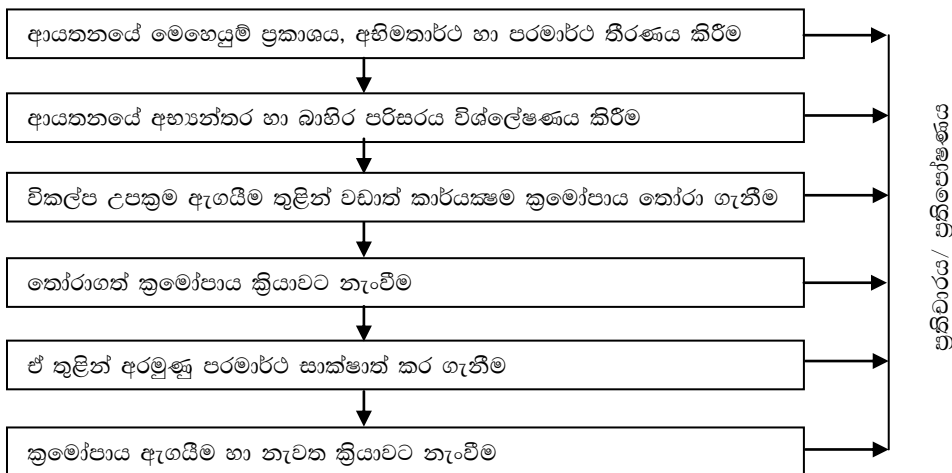 ආයතනයේ මෙහෙයුම් ප්‍රකාශය, අභිමතාර්ථ හා පරමාර්ථ තීරණය කිරීම
ආයතනයේ අභ්‍යන්තර හා බාහිර පරිසරය විශ්ලේෂණය කිරීම
විකල්ප උපක්‍රම ඇගයීම තුළින් වඩාත් කාර්යක්‍ෂම ක්‍රමෝපාය තෝරා ගැනීම
තෝරාගත් ක්‍රමෝපාය ක්‍රියාවට නැංවීම
ඒ තුළින් අරමුණු පරමාර්ථ සාක්ෂාත් කර ගැනීම
ක්‍රමෝපාය ඇගයීම හා නැවත ක්‍රියාවට නැංවීම
ප්‍රතිචාරය/ ප්‍රතිපෝෂණය